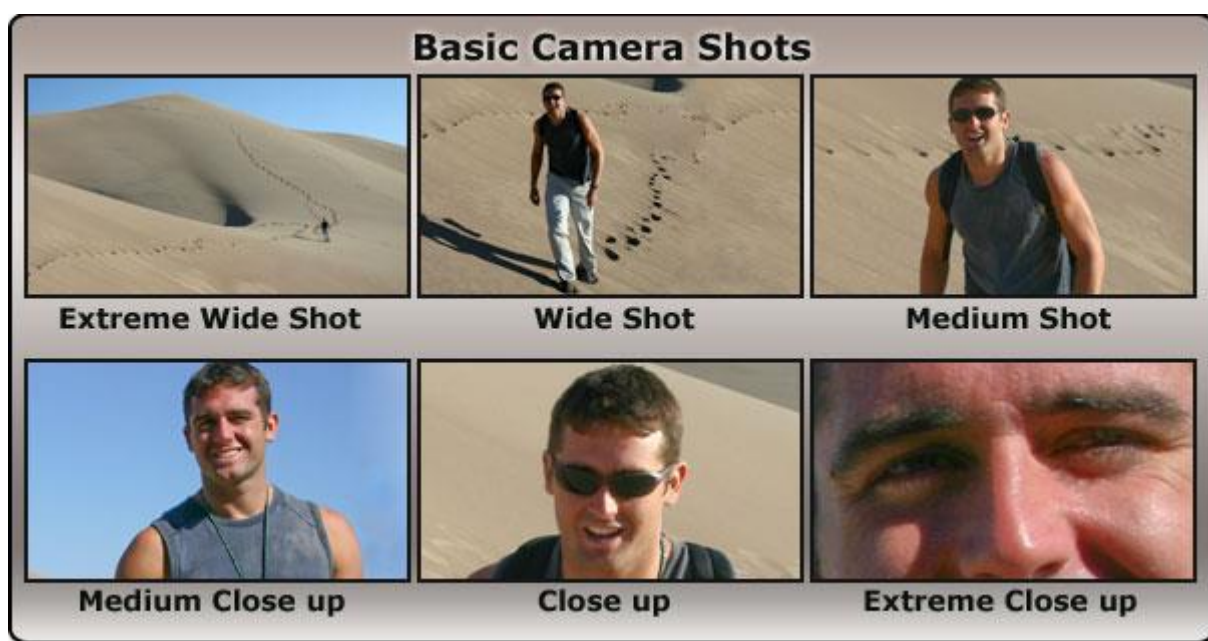 Basic Camera Shots
Extreme Wide Shot
Wide Shot
Medium Shot
Medium Close up
Close up
Extreme Close up